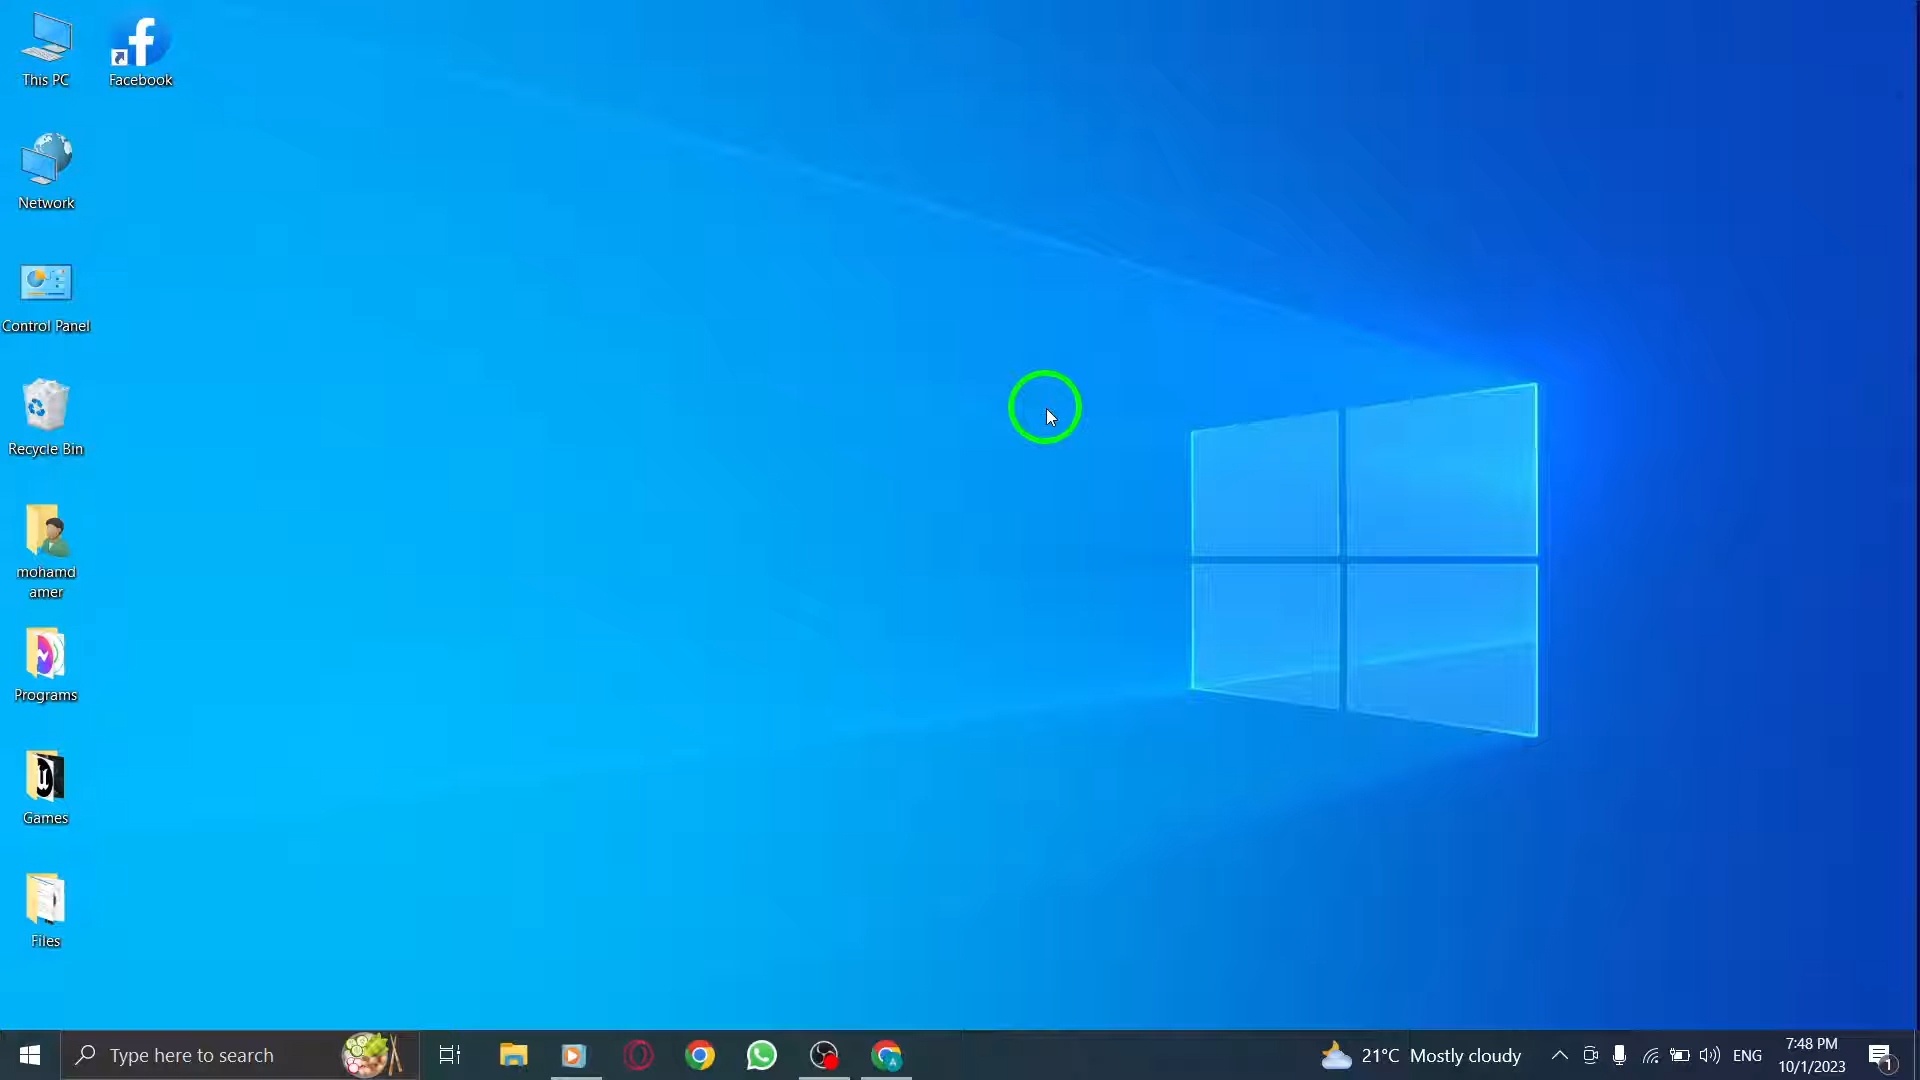 This PC
Facebook
Network
Control Panel
Recycle Bin
mohamd
amer
Programs
Games
Files
Type here to search
21°C Mostly cloudy
ENG
7:48 PM
10/1/2023
1